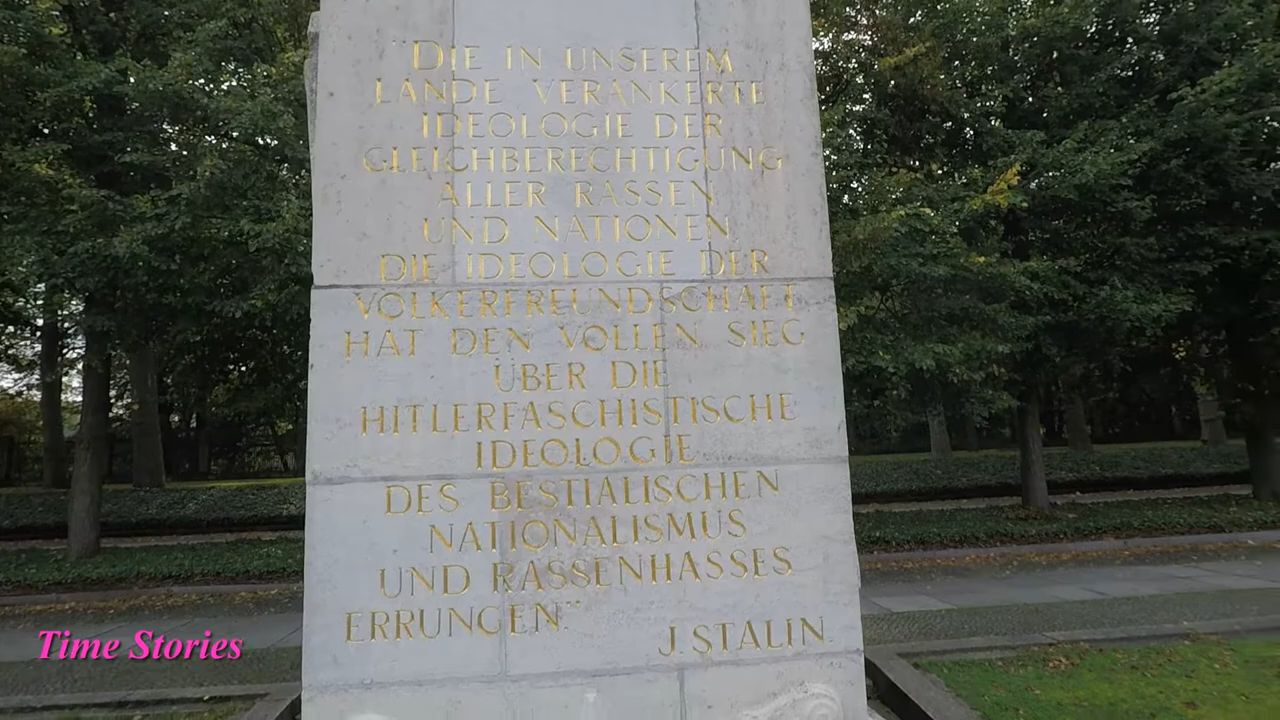 "DIE IN UNSEREM
LANDE VERANKERTE
IDEOLOGIE DER
GLEICHBERECHTIGUNG
ALLER RASSEN
UND NATIONEN
DIE IDEOLOGIE DER
VÖLKERFREUNDSCHAFT
HAT DEN VOLLEN SIEG
ÜBER DIE
HITLERFASCHISTISCHE
IDEOLOGIE
DES BESTIALISCHEN
NATIONALISMUS
UND RASSENHASSES
ERRUNGEN"
J. STALIN.
Time Stories